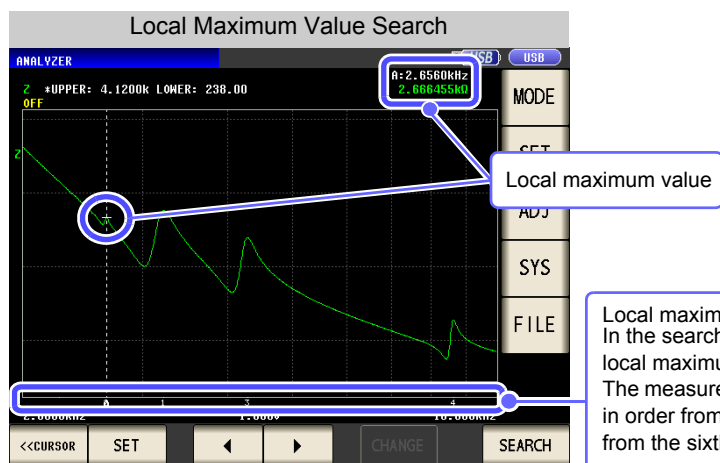 Local Maximum Value Search
ANALYZER
USB
USB
Z *UPPER: 4.1200k LOWER: 238.00
OFF
A:2.6560kHz
2.666455kΩ
MODE
Z
Local maximum value
ADJ
SYS
FILE
Local maxim
In the search
local maximu
The measure
in order from
from the sixth
A 1 3 4
<<CURSOR SET CHANGE SEARCH